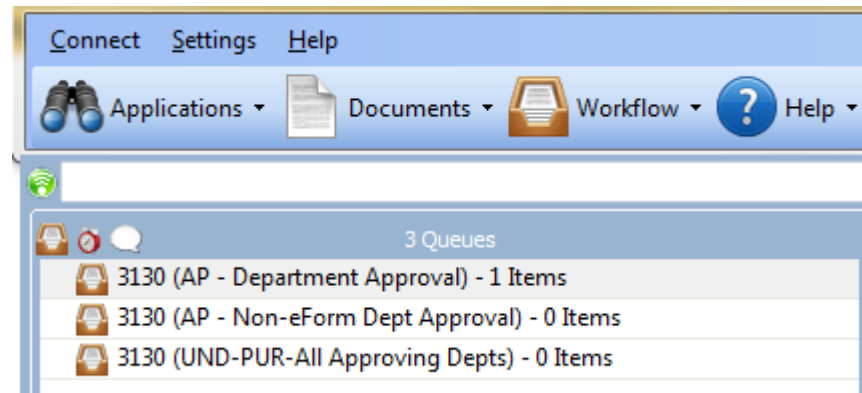 Connect Settings Help
Applications Documents Workflow ? Help
3 Queues
3130 (AP - Department Approval) - 1 Items
3130 (AP - Non-eForm Dept Approval) - 0 Items
3130 (UND-PUR-All Approving Depts) - 0 Items